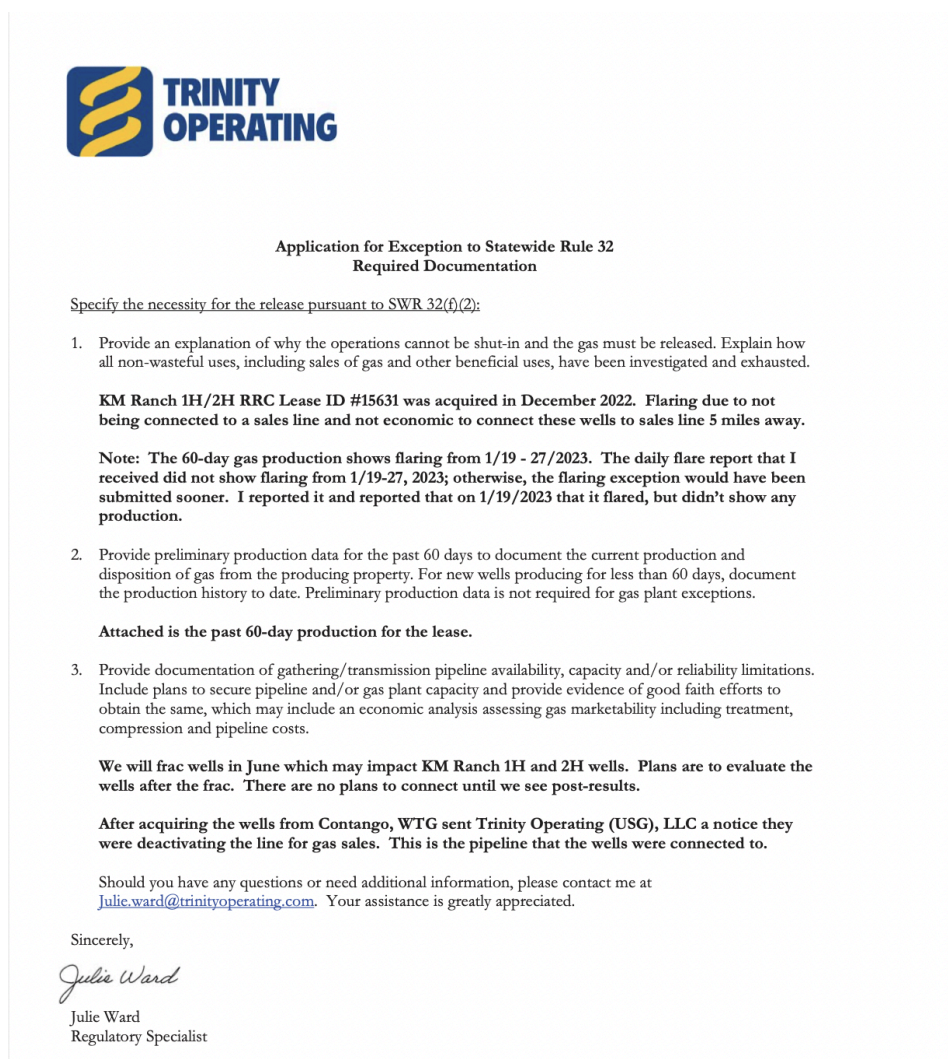 TRINITY
OPERATING
Application for Exception to Statewide Rule 32
Required Documentation
Specify the necessity for the release pursuant to SWR 32(f)(2):
1. Provide an explanation of why the operations cannot be shut-in and the gas must be released. Explain how
all non-wasteful uses, including sales of gas and other beneficial uses, have been investigated and exhausted.
KM Ranch 1H/2H RRC Lease ID #15631 was acquired in December 2022. Flaring due to not
being connected to a sales line and not economic to connect these wells to sales line 5 miles away.
Note: The 60-day gas production shows flaring from 1/19 - 27/2023. The daily flare report that I
received did not show flaring from 1/19-27, 2023; otherwise, the flaring exception would have been
submitted sooner. I reported it and reported that on 1/19/2023 that it flared, but didn't show any
production.
2. Provide preliminary production data for the past 60 days to document the current production and
disposition of gas from the producing property. For new wells producing for less than 60 days, document
the production history to date. Preliminary production data is not required for gas plant exceptions.
Attached is the past 60-day production for the lease.
3. Provide documentation of gathering/transmission pipeline availability, capacity and/or reliability limitations.
Include plans to secure pipeline and/or gas plant capacity and provide evidence of good faith efforts to
obtain the same, which may include an economic analysis assessing gas marketability including treatment,
compression and pipeline costs.
We will frac wells in June which may impact KM Ranch 1H and 2H wells. Plans are to evaluate the
wells after the frac. There are no plans to connect until we see post-results.
After acquiring the wells from Contango, WTG sent Trinity Operating (USG), LLC a notice they
were deactivating the line for gas sales. This is the pipeline that the wells were connected to.
Should you have any questions or need additional information, please contact me at
Julie.ward@trinityoperating.com. Your assistance is greatly appreciated.
Sincerely,
Julie Ward
Julie Ward
Regulatory Specialist